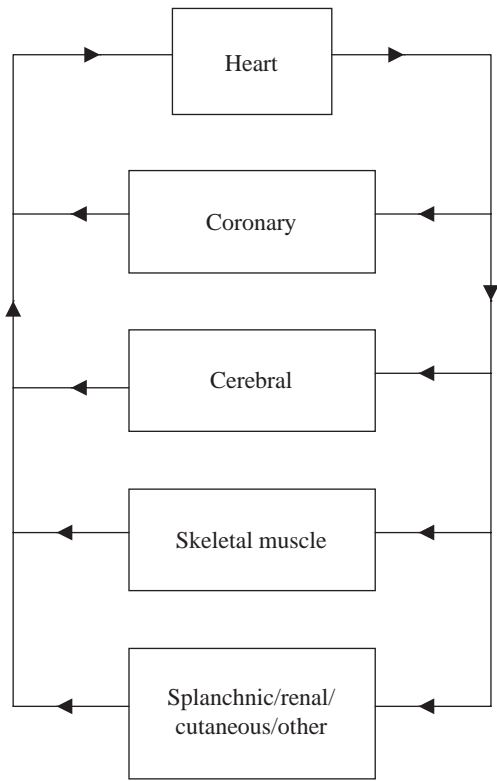 Heart
Coronary
Cerebral
Skeletal muscle
Splanchnic/renal/
cutaneous/other